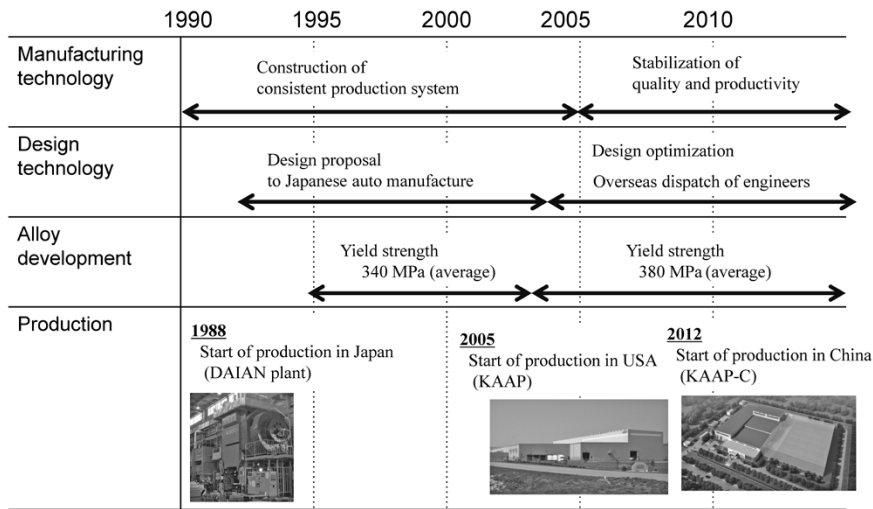 1990 1995 2000 2005 2010
Manufacturing
technology
Construction of
consistent production system
Stabilization of
quality and productivity
Design
technology
Design proposal
to Japanese auto manufacture
Design optimization
Overseas dispatch of engineers
Alloy
development
Yield strength
340 MPa (average)
Yield strength
380 MPa (average)
Production
1988
Start of production in Japan
(DAIAN plant)
2005
Start of production in USA
(KAAP)
2012
Start of production in China
(KAAP-C)